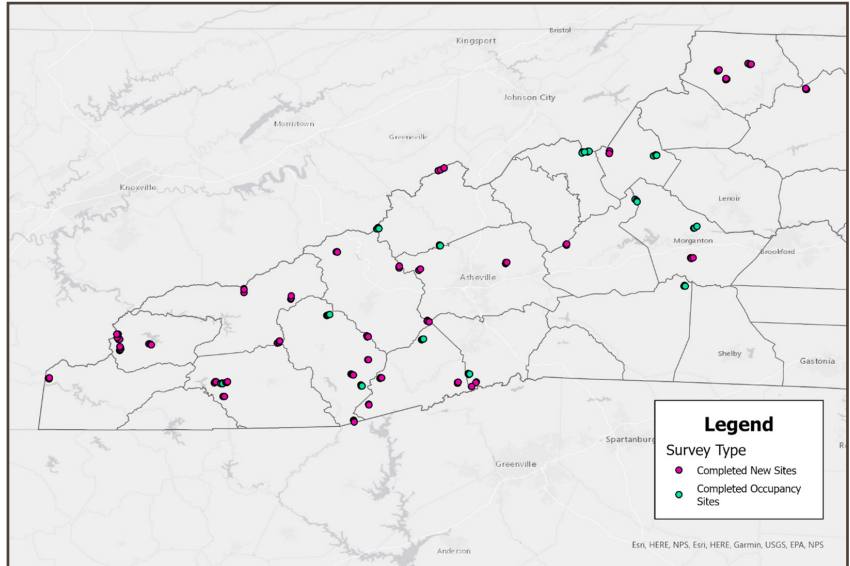 Bristol
Kingsport
Johnson City
Morristown
Greeneville
Knoxville
Lenoir
Morganton
Brookford
Asheville
Shelby
Gastonia
Legend
Survey Type
Completed New Sites
Completed Occupancy
Sites
Spartanburg
Greenville
Anderson
Esri, HERE, NPS, Esri, HERE, Garmin, USGS, EPA, NPS